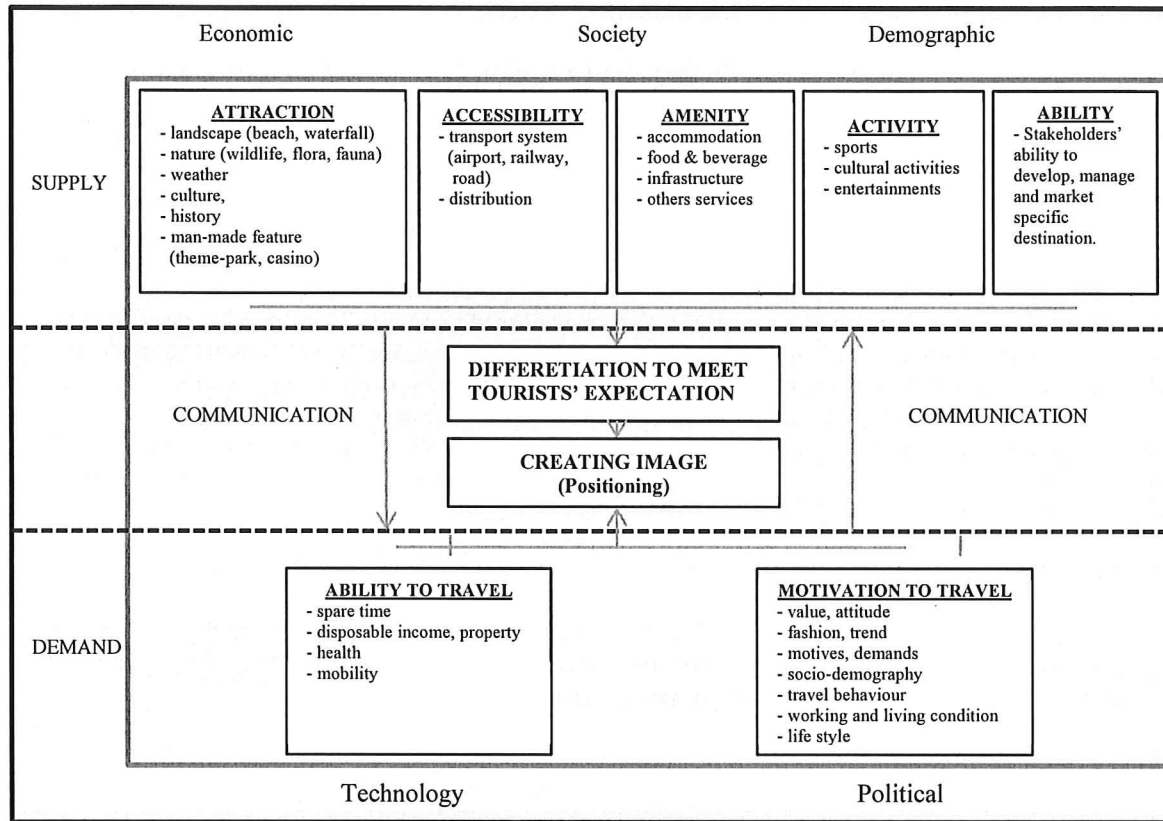 Economic
Society
Demographic
SUPPLY
ATTRACTION
- landscape (beach, waterfall)
- nature (wildlife, flora, fauna)
- weather
- culture,
- history
- man-made feature
(theme-park, casino)
ACCESSIBILITY
- transport system
(airport, railway,
road)
- distribution
AMENITY
- accommodation
- food & beverage
- infrastructure
- others services
ACTIVITY
- sports
- cultural activities
- entertainments
ABILITY
- Stakeholders'
ability to
develop, manage
and market
specific
destination.
COMMUNICATION
DIFFERETIATION TO MEET
TOURISTS' EXPECTATION
CREATING IMAGE
(Positioning)
COMMUNICATION
DEMAND
ABILITY TO TRAVEL
- spare time
- disposable income, property
- health
- mobility
MOTIVATION TO TRAVEL
- value, attitude
- fashion, trend
- motives, demands
- socio-demography
- travel behaviour
- working and living condition
- life style
Technology
Political